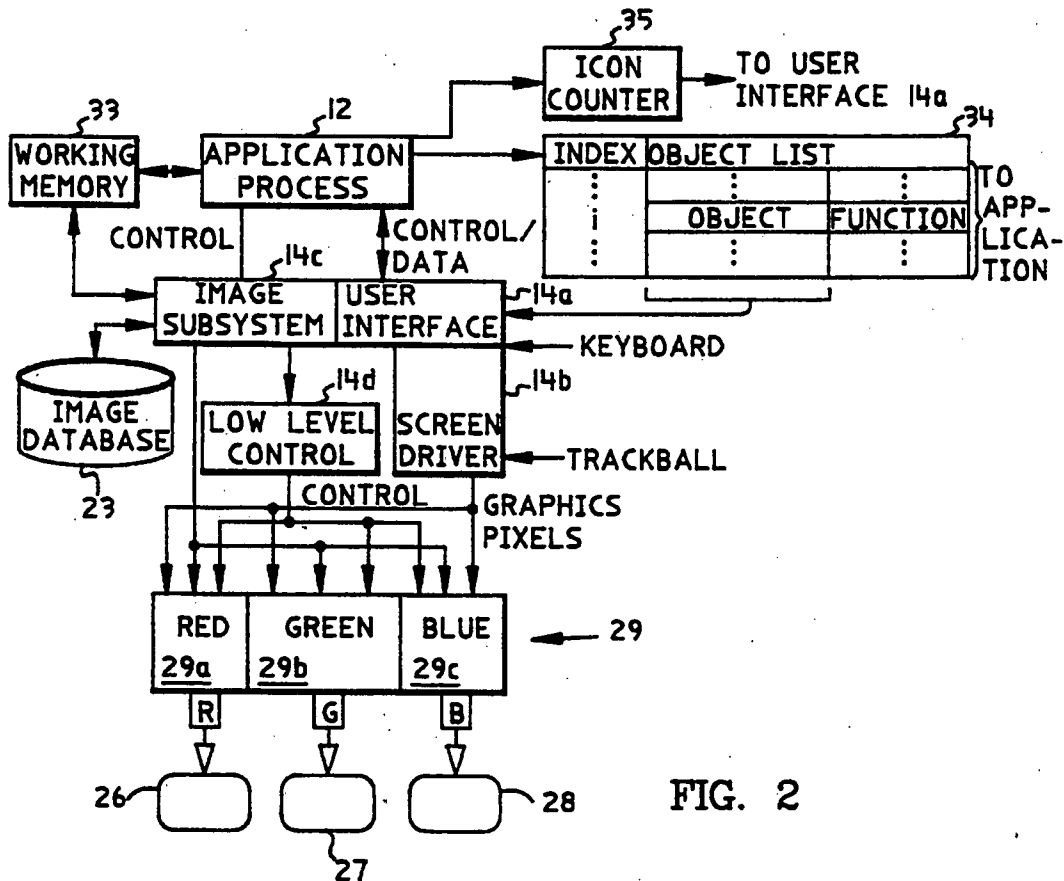 35
ICON
COUNTER
TO USER
INTERFACE 14a
33
WORKING
MEMORY
12
APPLICATION
PROCESS
34
INDEX OBJECT LIST
i OBJECT FUNCTION
TO
APP-
LICA-
TION
CONTROL
CONTROL/
DATA
14c
IMAGE
SUBSYSTEM
USER
INTERFACE
14a
KEYBOARD
14b
IMAGE
DATABASE
23
14d
LOW LEVEL
CONTROL
SCREEN
DRIVER
TRACKBALL
CONTROL
GRAPHICS
PIXELS
RED GREEN BLUE
29a 29b 29c
29
R G B
26
27
28
FIG. 2